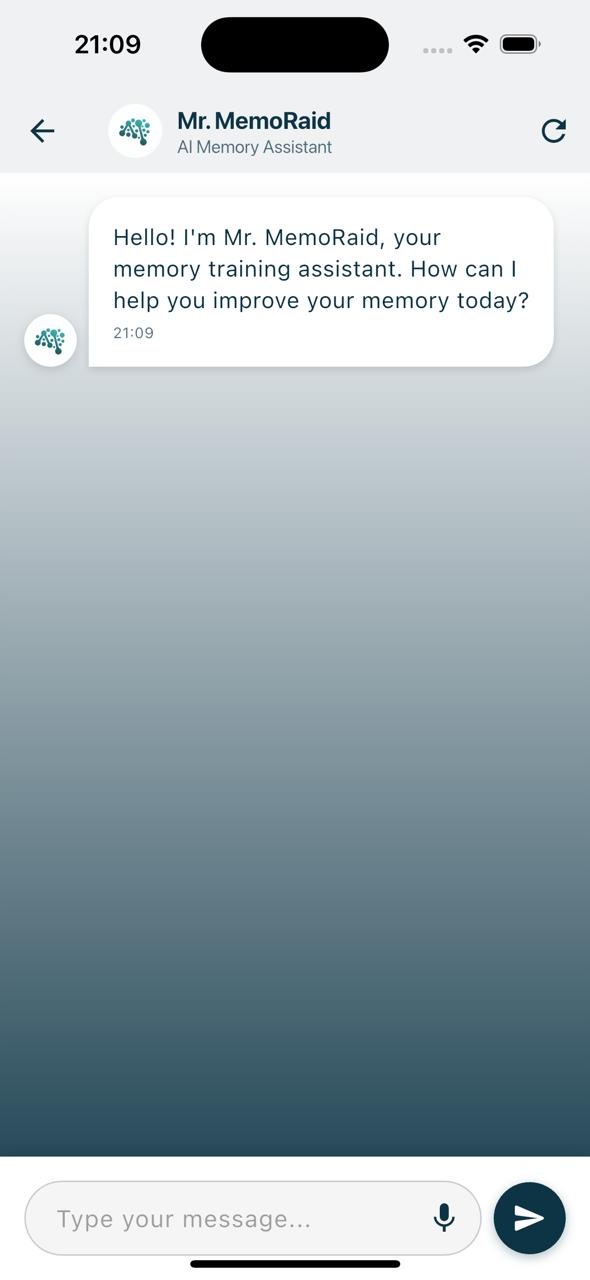 21:09
Mr. MemoRaid
AI Memory Assistant
Hello! I'm Mr. MemoRaid, your
memory training assistant. How can I
help you improve your memory today?
21:09
Type your message...